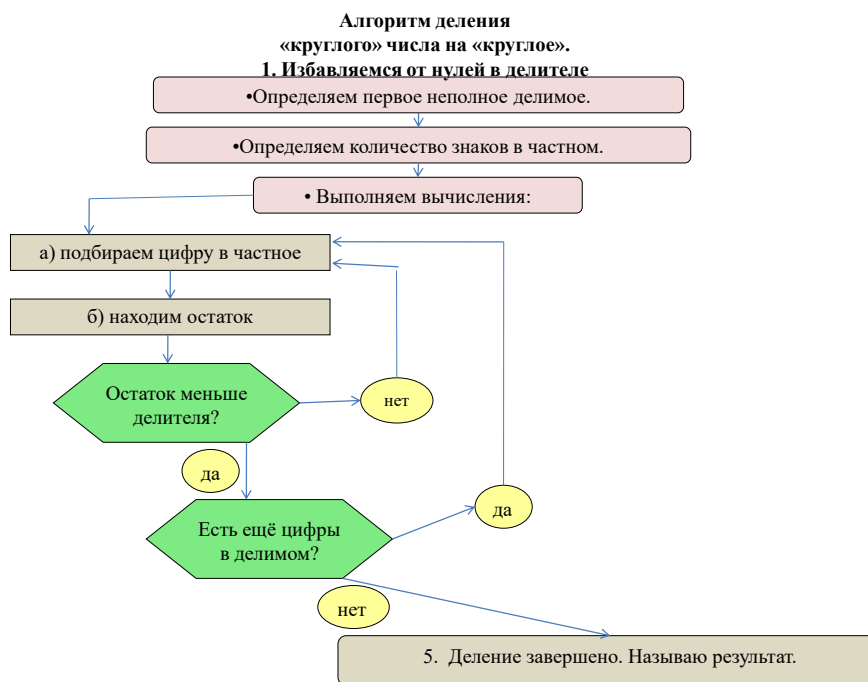 Алгоритм деления
«круглого» числа на «круглое».
1. Избавляемся от нулей в делителе
•Определяем первое неполное делимое.
•Определяем количество знаков в частном.
• Выполняем вычисления:
а) подбираем цифру в частное
б) находим остаток
Остаток меньше
делителя?
нет
да
Есть ещё цифры
в делимом?
да
нет
5. Деление завершено. Называю результат.